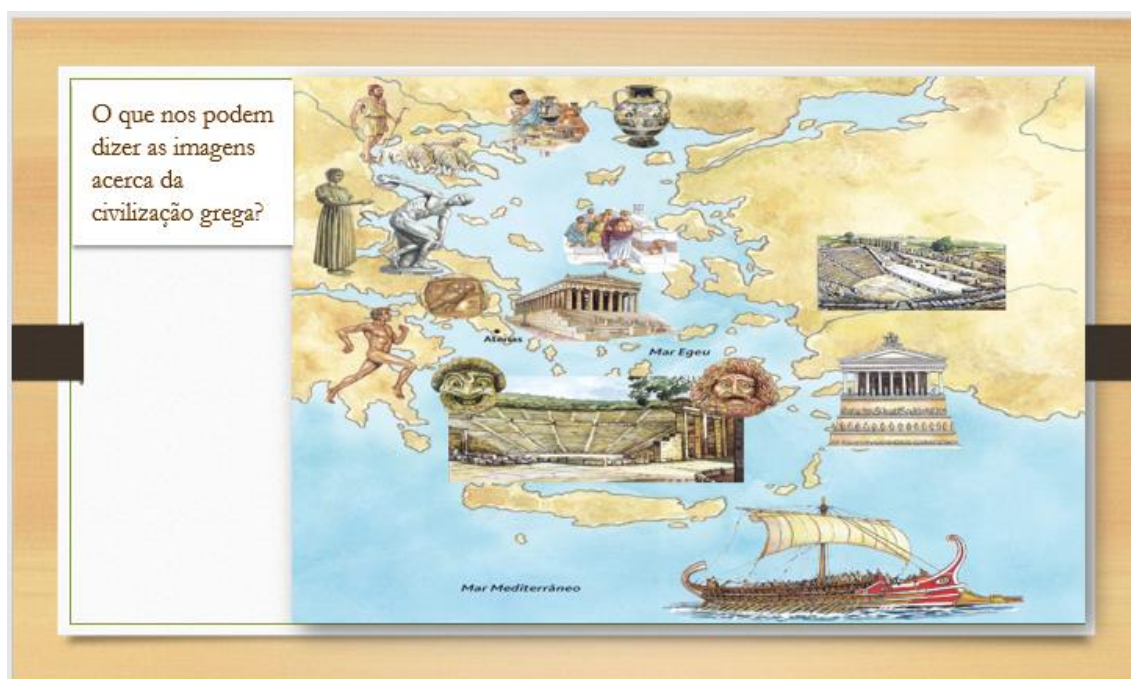 O que nos podem
dizer as imagens
acerca da
civilização grega?
Atenas
Mar Egeu
Mar Mediterrâneo